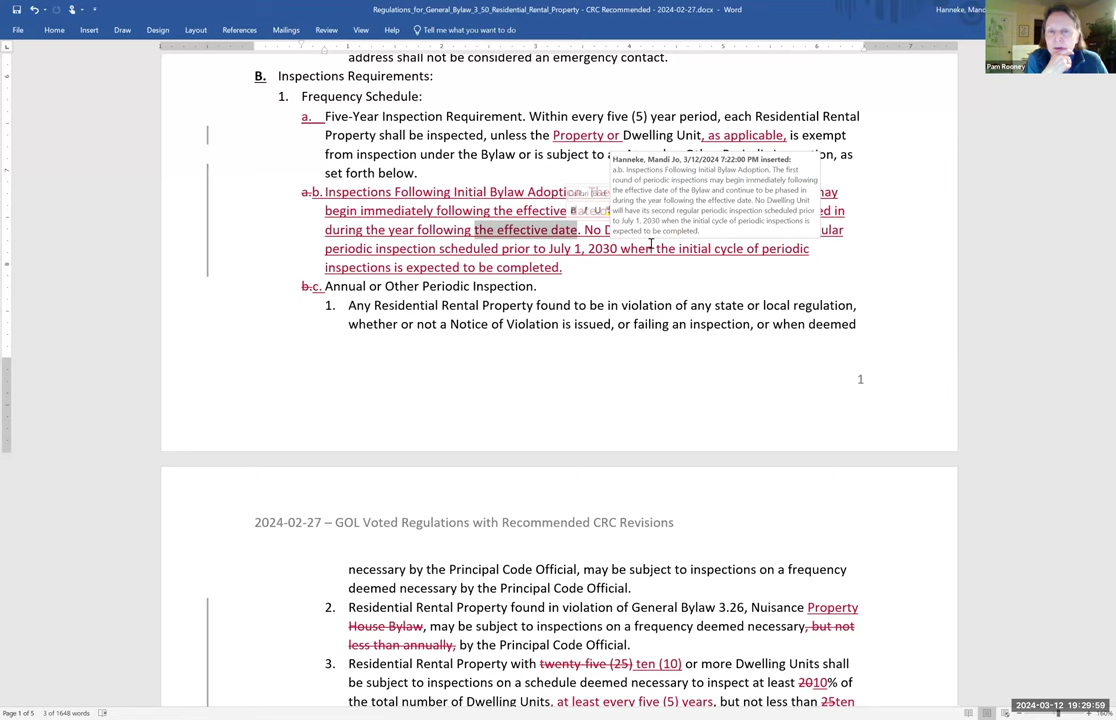 Regulations_for_General_Bylaw_3_50_Residential_Rental_Property - CRC Recommended - 2024-02-27.docx - Word
Hanneke, Mand
File Home Insert Draw Design Layout References Mailings Review View Help Tell me what you want to do
Pam Rooney
address shall not be considered an emergency contact.
B. Inspections Requirements:
1. Frequency Schedule:
a. Five-Year Inspection Requirement. Within every five (5) year period, each Residential Rental
Property shall be inspected, unless the Property or Dwelling Unit, as applicable, is exempt
from inspection under the Bylaw or is subject to a
Inspection, as
set forth below.
Hanneke, Mandi Jo, 3/12/2024 7:22:00 PM inserted:
a.b. Inspections Following Initial Bylaw Adoption. The first
round of periodic inspections may begin immediately following
the effective date of the Bylaw and continue to be phased in
during the year following the effective date. No Dwelling Unit
will have its second regular periodic inspection scheduled prior
to July 1, 2030 when the initial cycle of periodic inspections is
expected to be completed.
a.b. Inspections Following Initial Bylaw Adoption. The may
begin immediately following the effective d in
during the year following the effective date. No D ular
periodic inspection scheduled prior to July 1, 2030 when the initial cycle of periodic
inspections is expected to be completed.
b.c. Annual or Other Periodic Inspection.
1. Any Residential Rental Property found to be in violation of any state or local regulation,
whether or not a Notice of Violation is issued, or failing an inspection, or when deemed
1
2024-02-27 – GOL Voted Regulations with Recommended CRC Revisions
necessary by the Principal Code Official, may be subject to inspections on a frequency
deemed necessary by the Principal Code Official.
2. Residential Rental Property found in violation of General Bylaw 3.26, Nuisance Property
House Bylaw, may be subject to inspections on a frequency deemed necessary, but not
less than annually, by the Principal Code Official.
3. Residential Rental Property with twenty-five (25) ten (10) or more Dwelling Units shall
be subject to inspections on a schedule deemed necessary to inspect at least 2010% of
the total number of Dwelling Units, at least every five (5) years, but not less than 25ten
Page 1 of 5 3 of 1648 words
2024-03-12 19:29:59